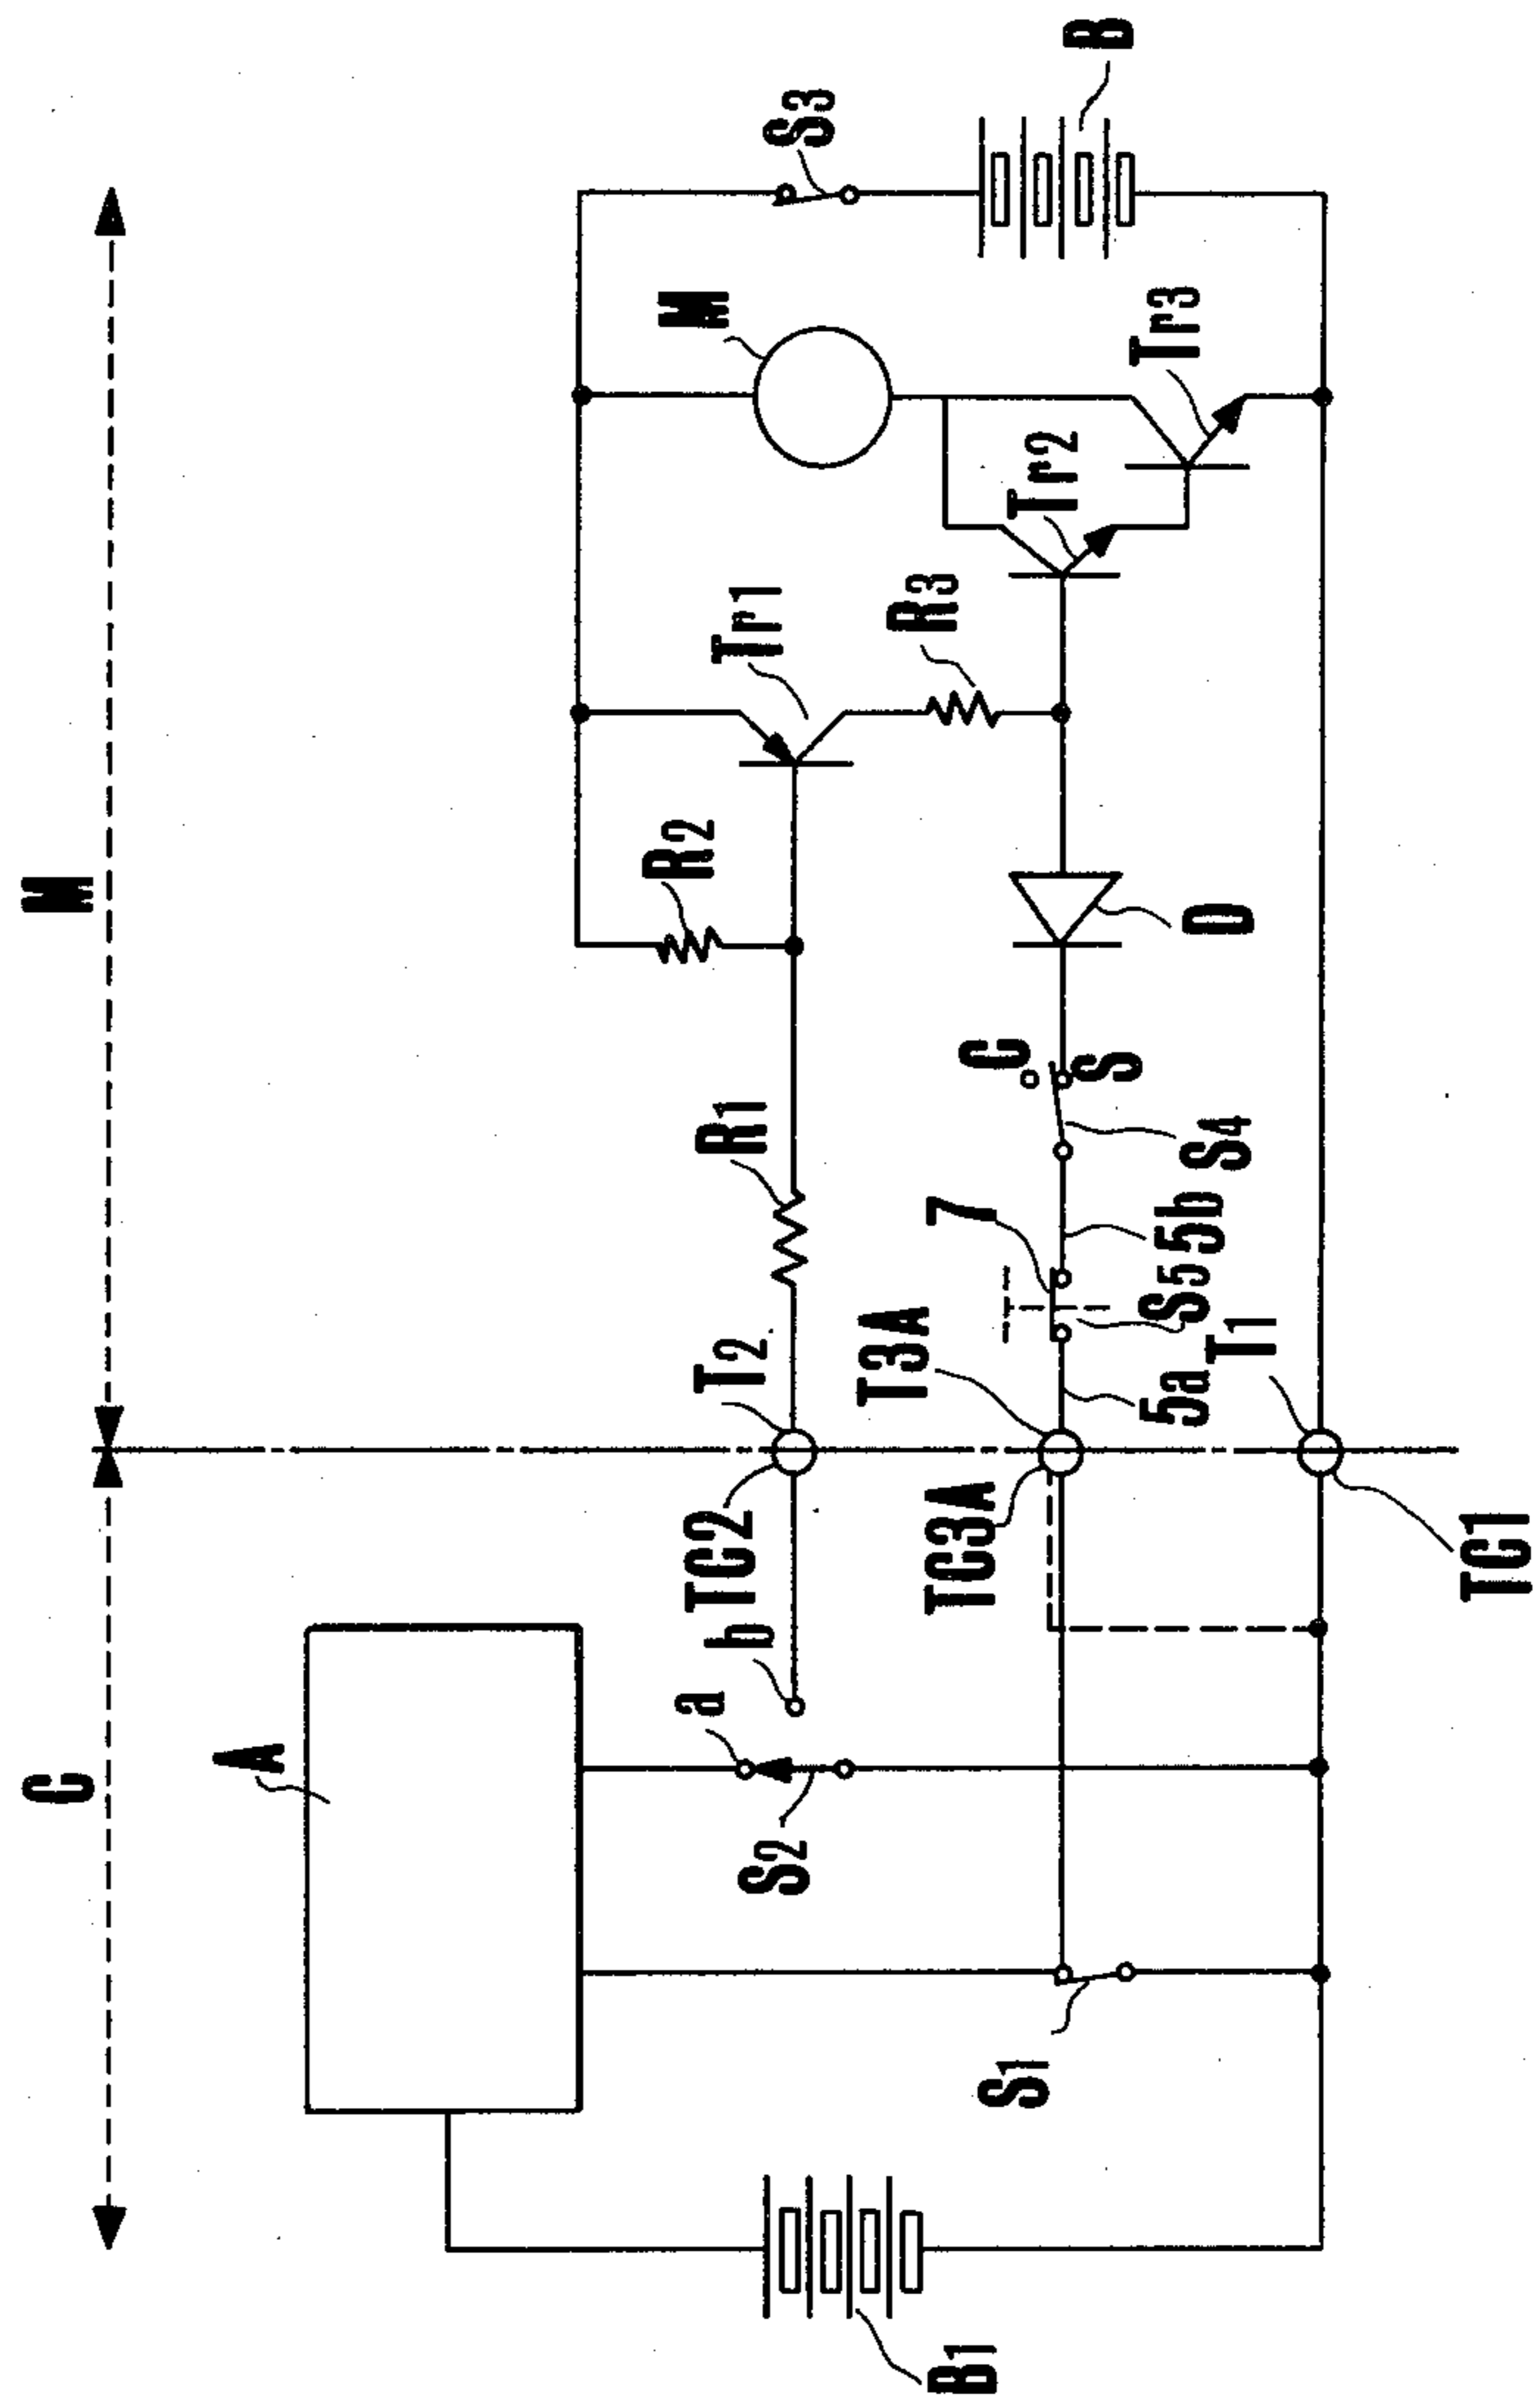 C
M
A
B1
S1
S2
a
b
TC2
T2
R1
R2
Tr1
M
S3
TC3A
T3A
7
C
S
R3
Tr2
B
5a
S5
5b
S4
D
Tr3
TC1
T1